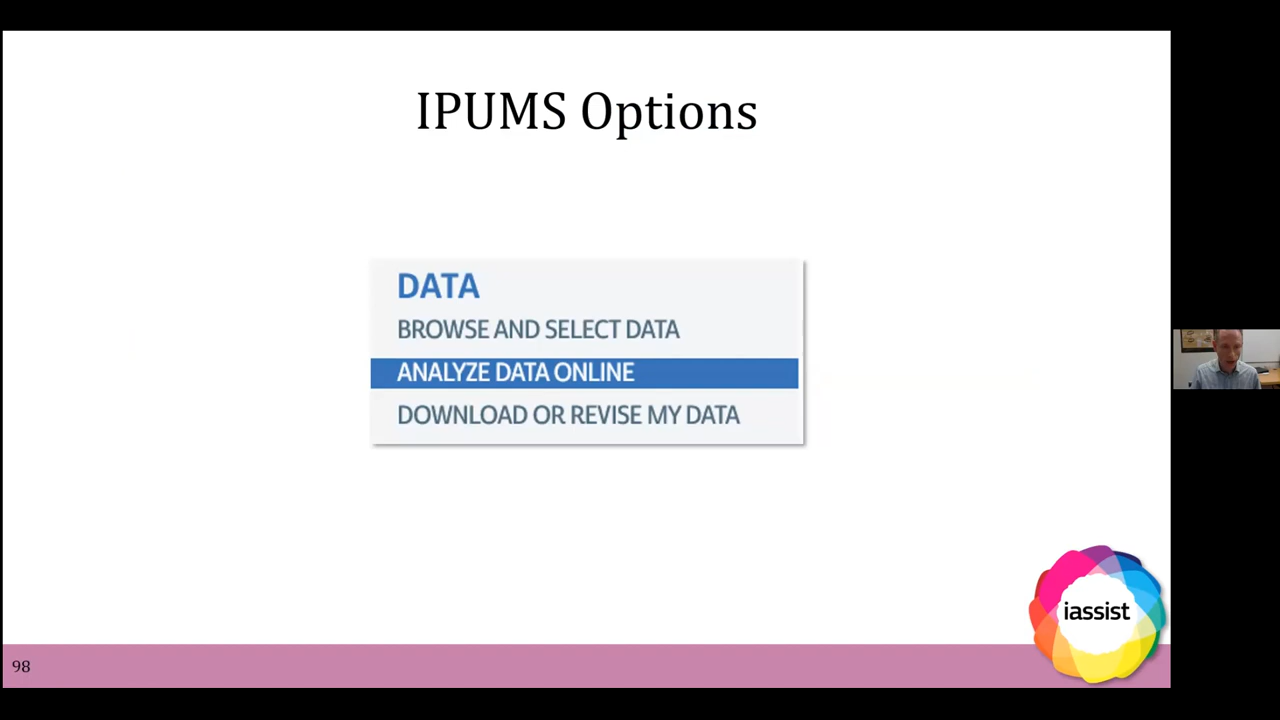 IPUMS Options
DATA
BROWSE AND SELECT DATA
ANALYZE DATA ONLINE
DOWNLOAD OR REVISE MY DATA
iassist
98